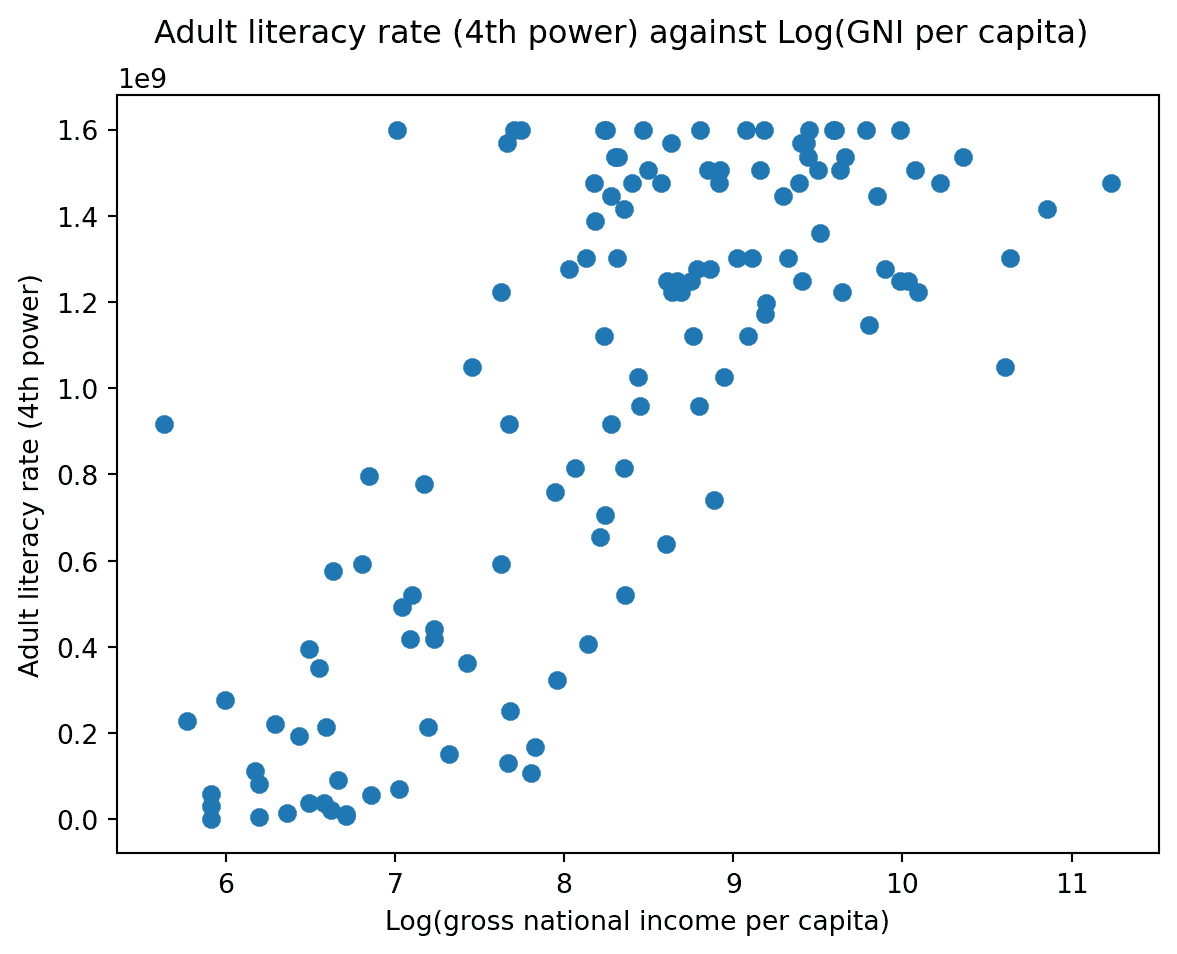 Adult literacy rate (4th power) against Log(GNI per capita)
1e9
1.6
1.4
1.2
1.0
0.8
0.6
0.4
0.2
0.0
Adult literacy rate (4th power)
6 7 8 9 10 11
Log(gross national income per capita)